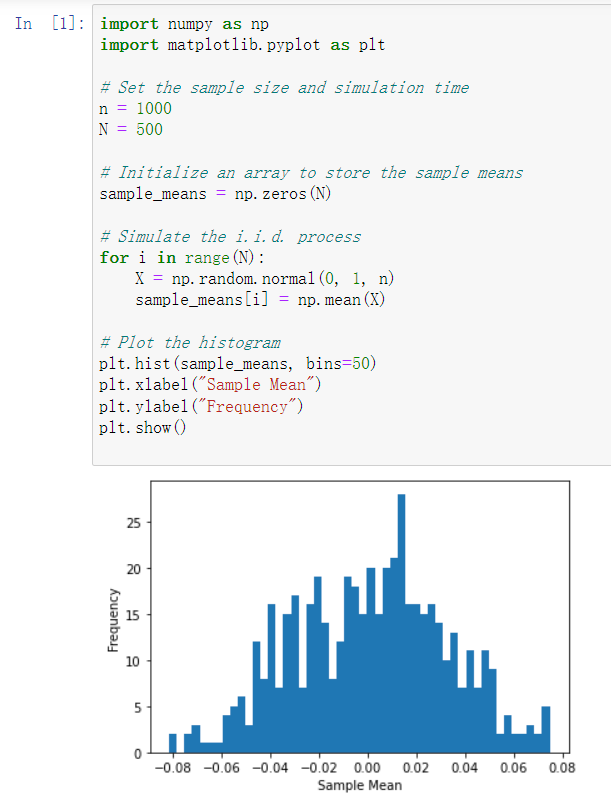 In [1]: import numpy as np
import matplotlib.pyplot as plt
# Set the sample size and simulation time
n = 1000
N = 500
# Initialize an array to store the sample means
sample_means = np.zeros(N)
# Simulate the i.i.d. process
for i in range(N):
    X = np.random.normal(0, 1, n)
    sample_means[i] = np.mean(X)
# Plot the histogram
plt.hist(sample_means, bins=50)
plt.xlabel("Sample Mean")
plt.ylabel("Frequency")
plt.show()
25
20
15
10
5
0
Frequency
−0.08 −0.06 −0.04 −0.02 0.00 0.02 0.04 0.06 0.08
Sample Mean